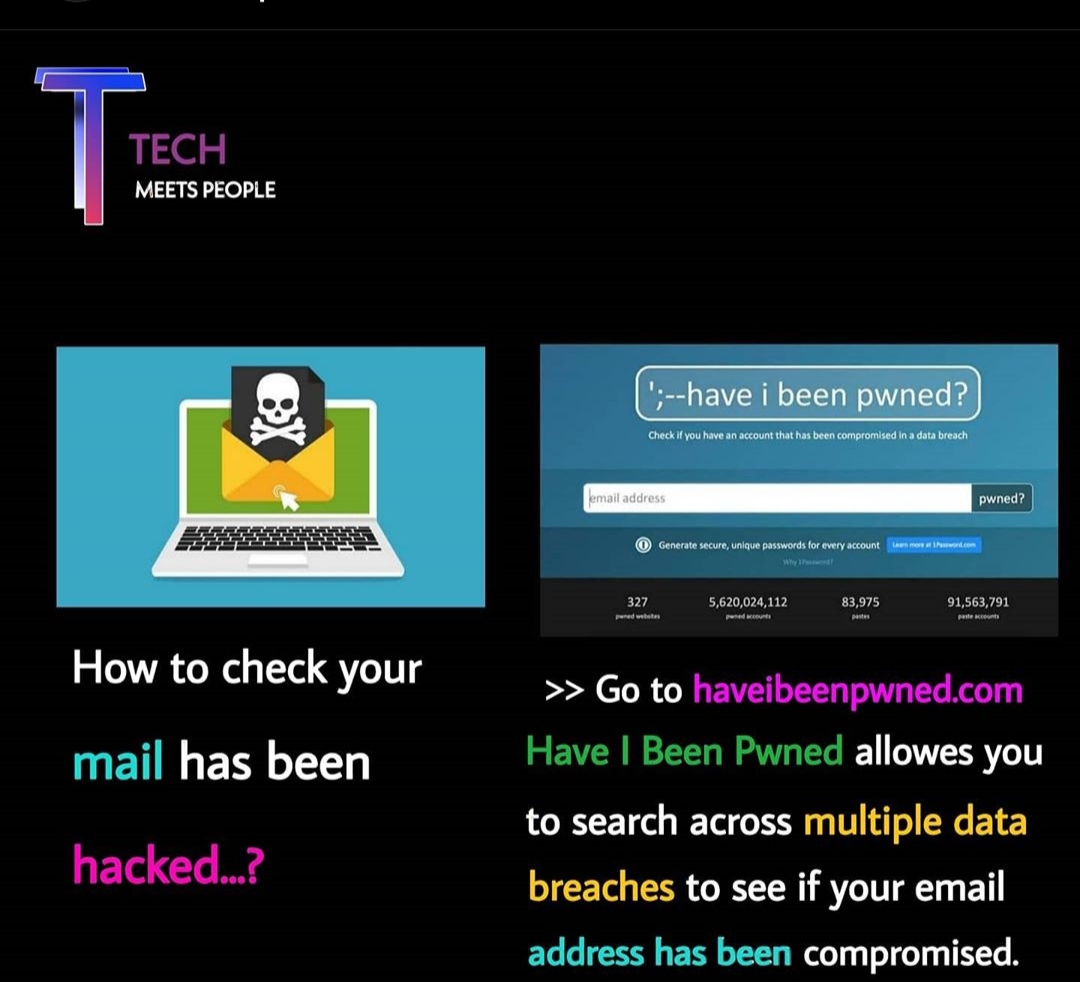 T
TECH
MEETS PEOPLE
';--have i been pwned?
Check if you have an account that has been compromised in a data breach
email address
pwned?
Generate secure, unique passwords for every account
Learn more at 1Password.com
Why 1Password?
327
5,620,024,112
83,975
91,563,791
pwned websites
pwned accounts
pastes
paste accounts
How to check your
mail has been
hacked...?
>> Go to haveibeenpwned.com
Have I Been Pwned allowes you
to search across multiple data
breaches to see if your email
address has been compromised.